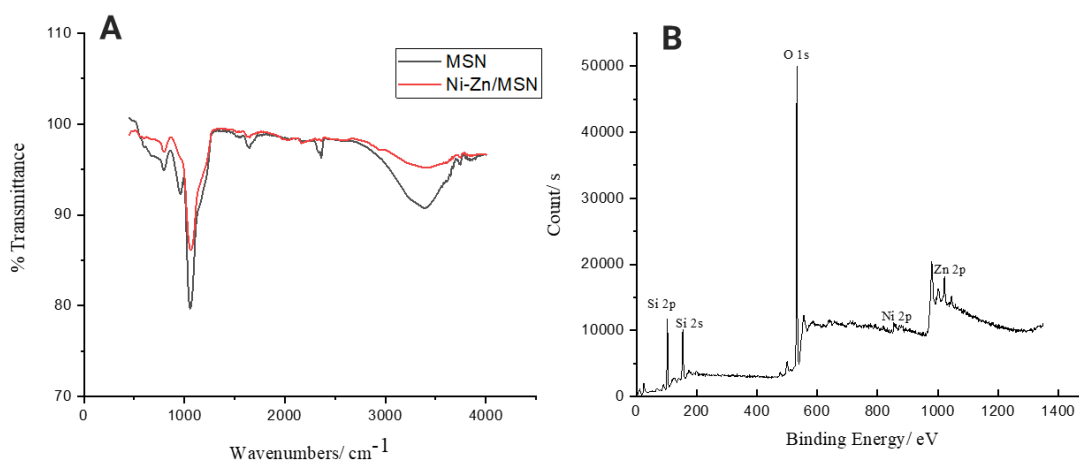 A
110
100
90
80
70
% Transmittance
MSN
Ni-Zn/MSN
0
1000
2000
3000
4000
Wavenumbers/ cm-1
B
50000
40000
30000
20000
10000
0
Count/ s
O 1s
Si 2p
Si 2s
Ni 2p
Zn 2p
0
200
400
600
800
1000
1200
1400
Binding Energy/ eV